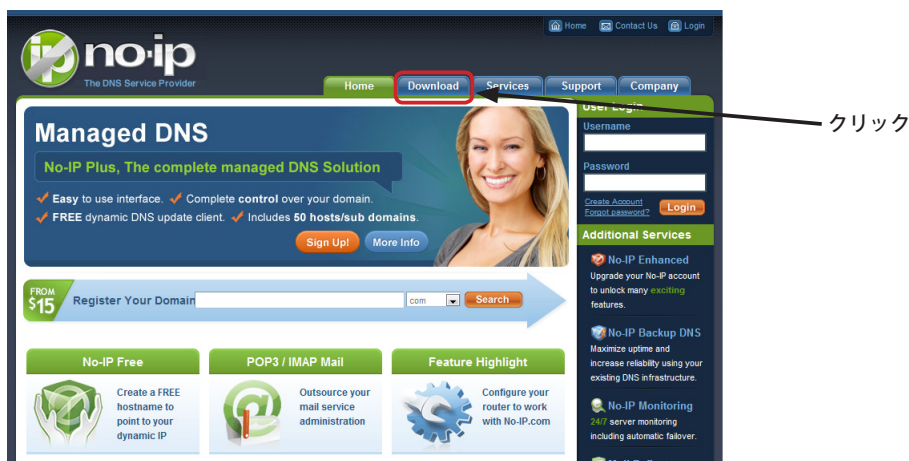 Home Contact Us Login
no·ip
The DNS Service Provider
Home Download Services Support Company
クリック
Managed DNS
No-IP Plus, The complete managed DNS Solution
Easy to use interface. Complete control over your domain.
FREE dynamic DNS update client. Includes 50 hosts/sub domains.
Sign Up! More Info
User Login
Username
Password
Create Account
Forgot password?
Login
FROM
$15
Register Your Domain
com
Search
Additional Services
No-IP Enhanced
Upgrade your No-IP account
to unlock many exciting
features.
No-IP Backup DNS
Maximize uptime and
increase reliability using your
existing DNS infrastructure.
No-IP Monitoring
24/7 server monitoring
including automatic failover.
No-IP Free
Create a FREE
hostname to
point to your
dynamic IP
POP3 / IMAP Mail
Outsource your
mail service
administration
Feature Highlight
Configure your
router to work
with No-IP.com